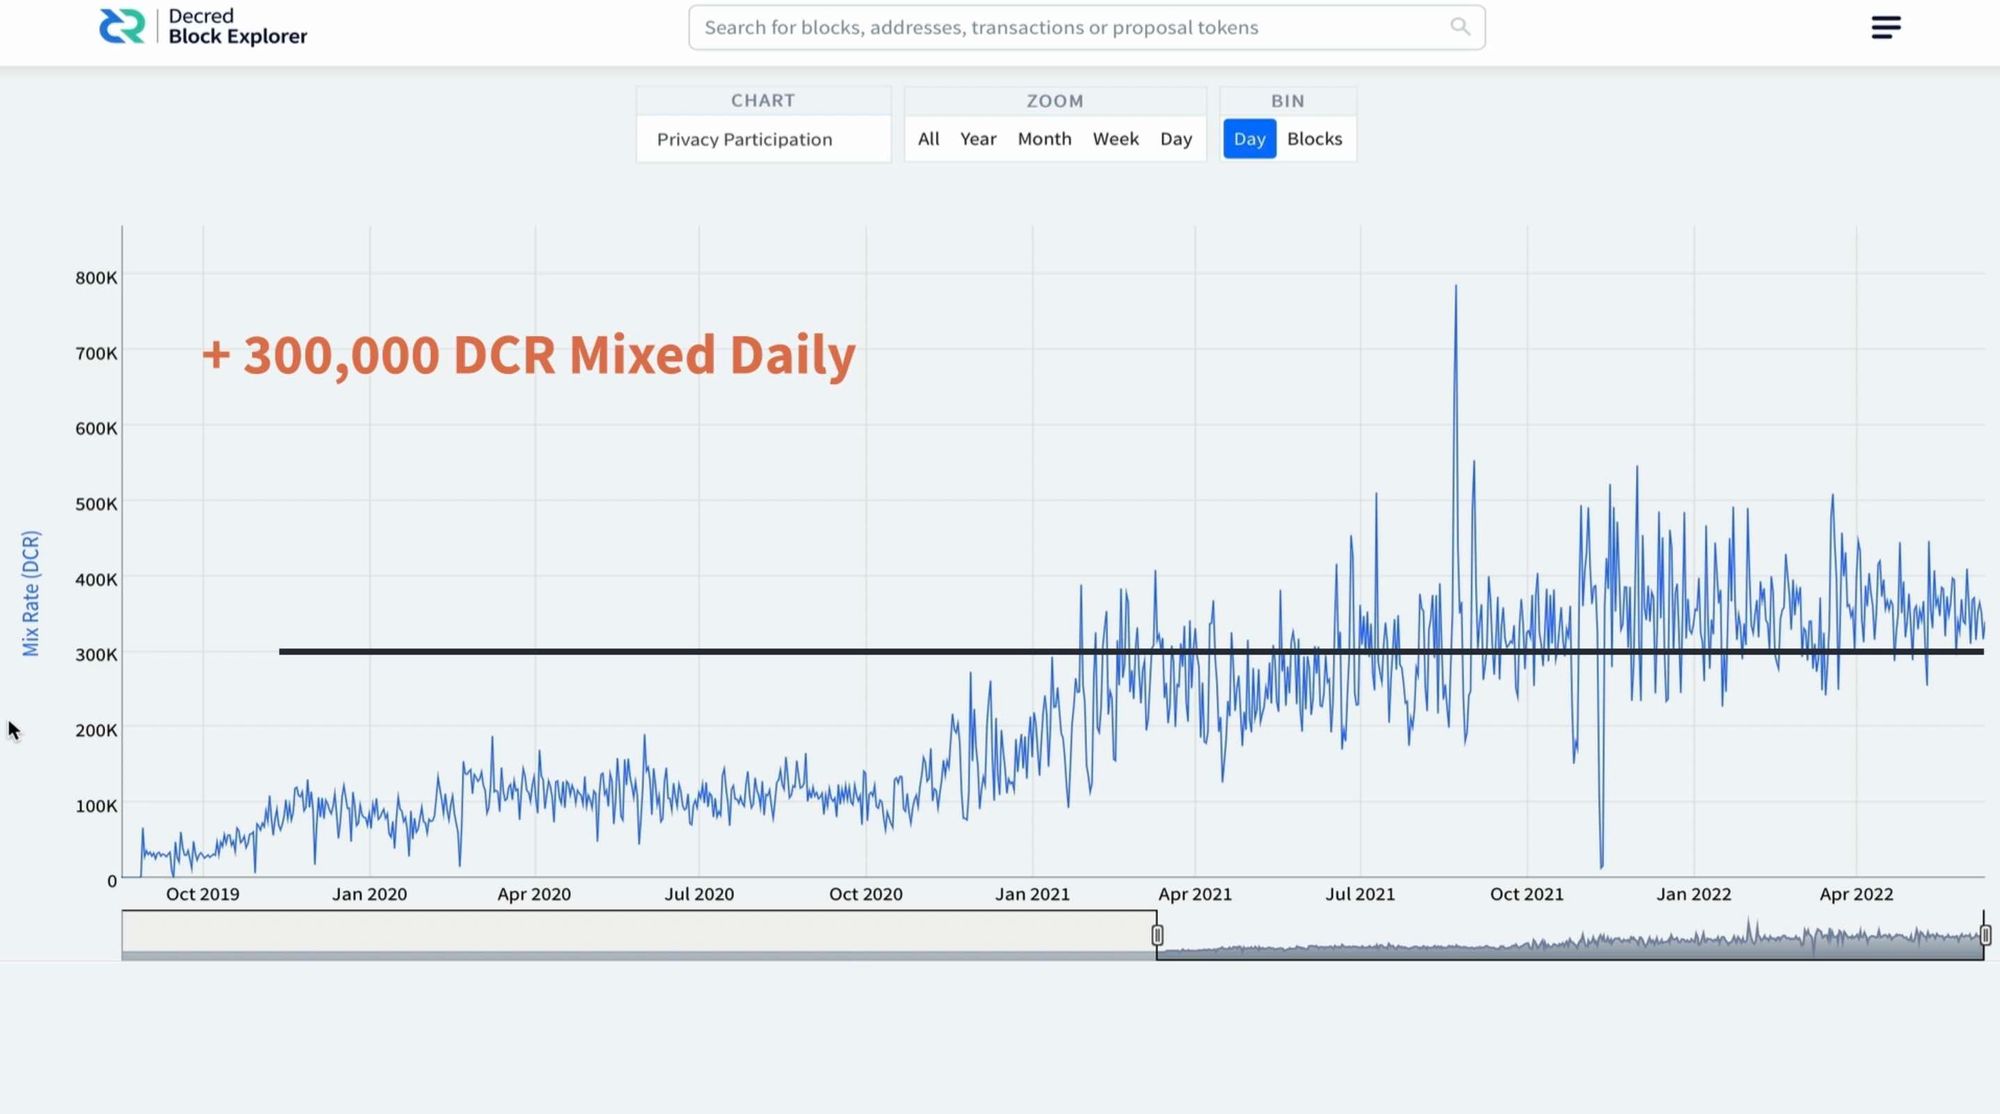 Decred
Block Explorer
Search for blocks, addresses, transactions or proposal tokens
CHART
Privacy Participation
ZOOM
All Year Month Week Day
BIN
Day Blocks
800K
700K
600K
500K
400K
300K
200K
100K
0
Mix Rate (DCR)
+ 300,000 DCR Mixed Daily
Oct 2019 Jan 2020 Apr 2020 Jul 2020 Oct 2020 Jan 2021 Apr 2021 Jul 2021 Oct 2021 Jan 2022 Apr 2022